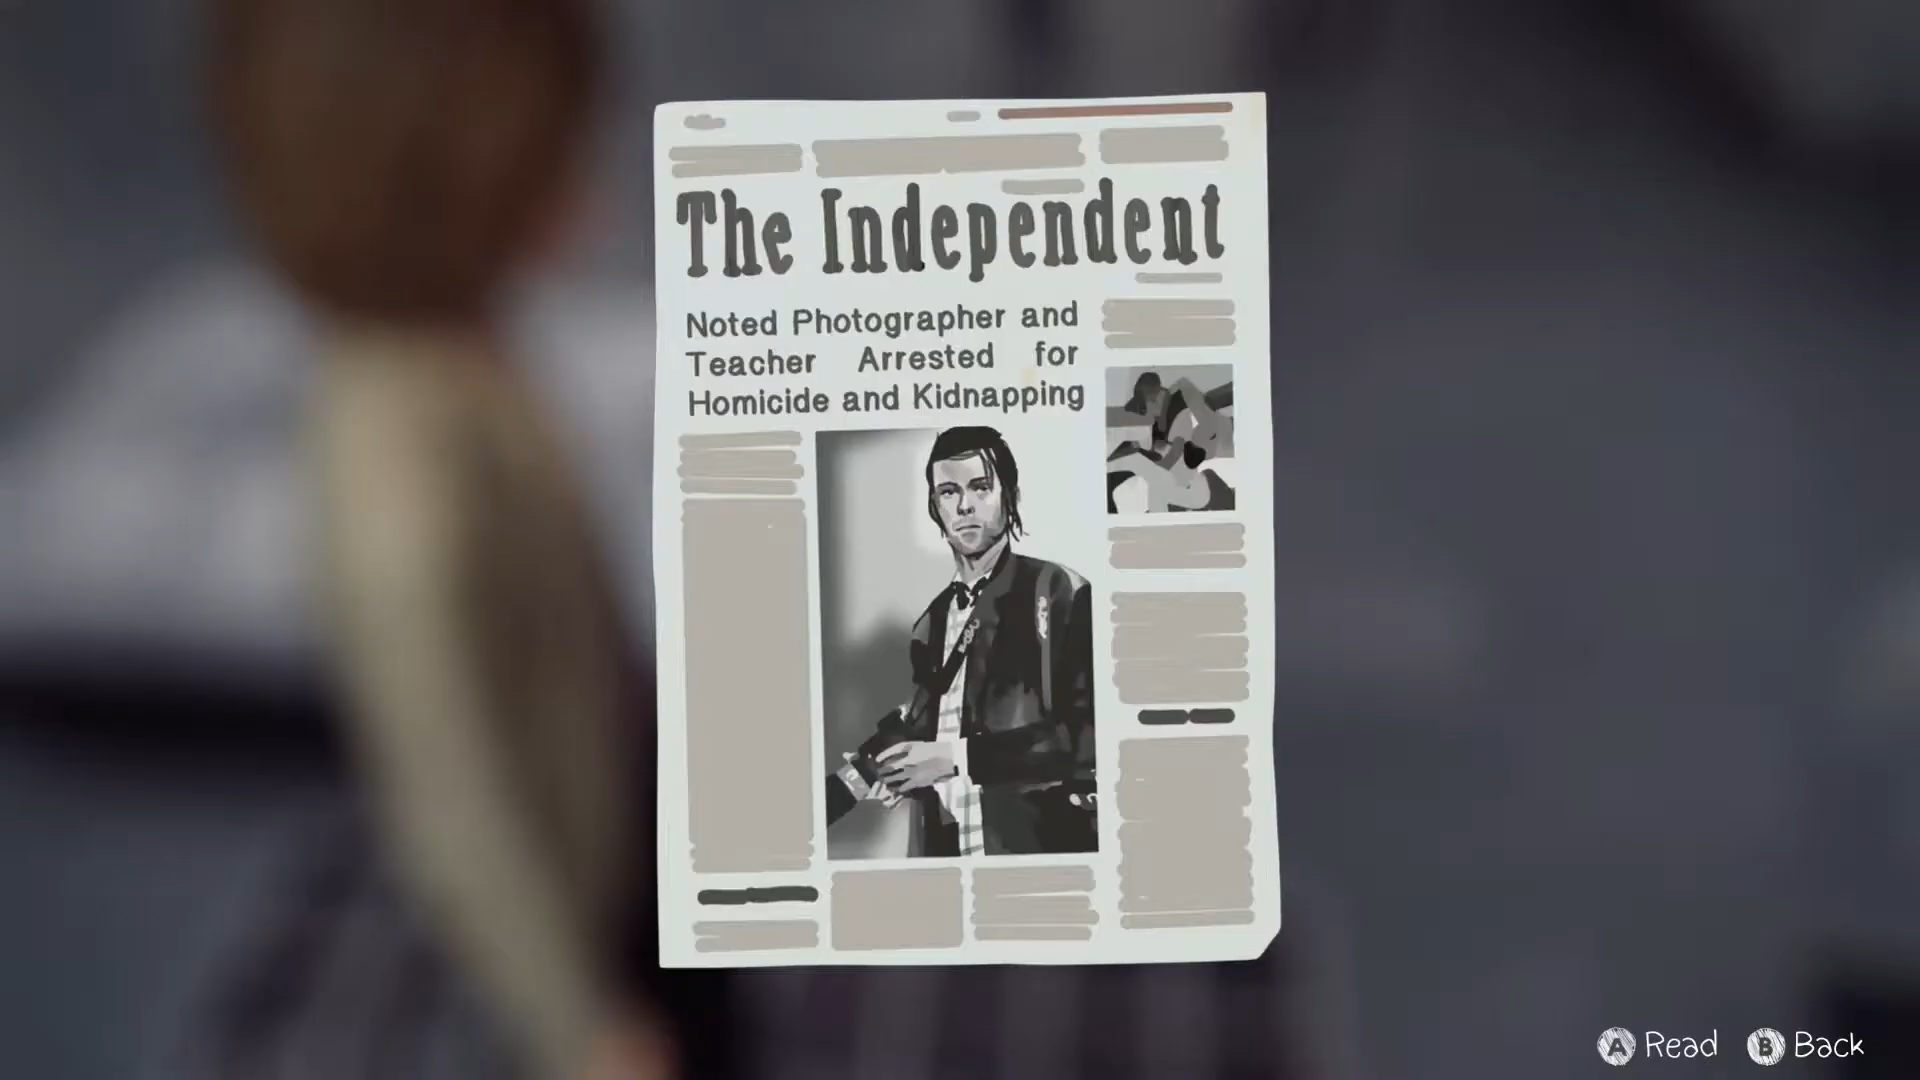 The Independent
Noted Photographer and
Teacher Arrested for
Homicide and Kidnapping
A Read B Back